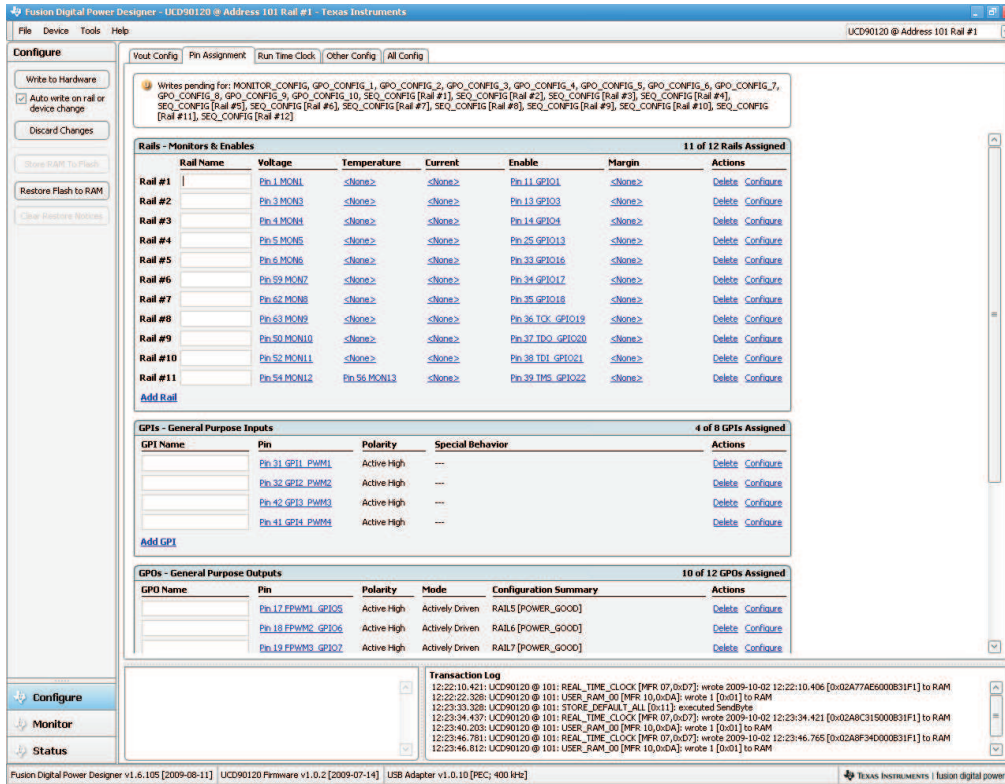 Fusion Digital Power Designer - UCD90120 @ Address 101 Rail #1 - Texas Instruments
File Device Tools Help
UCD90120 @ Address 101 Rail #1
Configure
Write to Hardware
Auto write on rail or
device change
Discard Changes
Store RAM To Flash
Restore Flash to RAM
Clear Restore Notices
Vout Config Pin Assignment Run Time Clock Other Config All Config
Writes pending for: MONITOR_CONFIG, GPO_CONFIG_1, GPO_CONFIG_2, GPO_CONFIG_3, GPO_CONFIG_4, GPO_CONFIG_5, GPO_CONFIG_6, GPO_CONFIG_7,
GPO_CONFIG_8, GPO_CONFIG_9, GPO_CONFIG_10, SEQ_CONFIG [Rail #1], SEQ_CONFIG [Rail #2], SEQ_CONFIG [Rail #3], SEQ_CONFIG [Rail #4],
SEQ_CONFIG [Rail #5], SEQ_CONFIG [Rail #6], SEQ_CONFIG [Rail #7], SEQ_CONFIG [Rail #8], SEQ_CONFIG [Rail #9], SEQ_CONFIG [Rail #10], SEQ_CONFIG
[Rail #11], SEQ_CONFIG [Rail #12]
Rails - Monitors & Enables 11 of 12 Rails Assigned
Rail Name Voltage Temperature Current Enable Margin Actions
Rail #1 Pin 1 MON1 <None> <None> Pin 11 GPIO1 <None> Delete Configure
Rail #2 Pin 3 MON3 <None> <None> Pin 13 GPIO3 <None> Delete Configure
Rail #3 Pin 4 MON4 <None> <None> Pin 14 GPIO4 <None> Delete Configure
Rail #4 Pin 5 MON5 <None> <None> Pin 25 GPIO13 <None> Delete Configure
Rail #5 Pin 6 MON6 <None> <None> Pin 33 GPIO16 <None> Delete Configure
Rail #6 Pin 59 MON7 <None> <None> Pin 34 GPIO17 <None> Delete Configure
Rail #7 Pin 62 MON8 <None> <None> Pin 35 GPIO18 <None> Delete Configure
Rail #8 Pin 63 MON9 <None> <None> Pin 36 TCK GPIO19 <None> Delete Configure
Rail #9 Pin 50 MON10 <None> <None> Pin 37 TDO GPIO20 <None> Delete Configure
Rail #10 Pin 52 MON11 <None> <None> Pin 38 TDI GPIO21 <None> Delete Configure
Rail #11 Pin 54 MON12 Pin 56 MON13 <None> Pin 39 TMS GPIO22 <None> Delete Configure
Add Rail
GPIs - General Purpose Inputs 4 of 8 GPIs Assigned
GPI Name Pin Polarity Special Behavior Actions
Pin 31 GPI1 PWM1 Active High --- Delete Configure
Pin 32 GPI2 PWM2 Active High --- Delete Configure
Pin 42 GPI3 PWM3 Active High --- Delete Configure
Pin 41 GPI4 PWM4 Active High --- Delete Configure
Add GPI
GPOs - General Purpose Outputs 10 of 12 GPOs Assigned
GPO Name Pin Polarity Mode Configuration Summary Actions
Pin 17 FPWM1 GPIO5 Active High Actively Driven RAIL5 [POWER_GOOD] Delete Configure
Pin 18 FPWM2 GPIO6 Active High Actively Driven RAIL6 [POWER_GOOD] Delete Configure
Pin 19 FPWM3 GPIO7 Active High Actively Driven RAIL7 [POWER_GOOD] Delete Configure
Configure
Monitor
Status
Transaction Log
12:22:10.421: UCD90120 @ 101: REAL_TIME_CLOCK [MFR 07,0xD7]: wrote 2009-10-02 12:22:10.406 [0x02A77AE6000B31F1] to RAM
12:22:22.328: UCD90120 @ 101: USER_RAM_00 [MFR 10,0xDA]: wrote 1 [0x01] to RAM
12:23:33.328: UCD90120 @ 101: STORE_DEFAULT_ALL [0x11]: executed SendByte
12:23:34.437: UCD90120 @ 101: REAL_TIME_CLOCK [MFR 07,0xD7]: wrote 2009-10-02 12:23:34.421 [0x02A8C315000B31F1] to RAM
12:23:40.203: UCD90120 @ 101: USER_RAM_00 [MFR 10,0xDA]: wrote 1 [0x01] to RAM
12:23:46.781: UCD90120 @ 101: REAL_TIME_CLOCK [MFR 07,0xD7]: wrote 2009-10-02 12:23:46.765 [0x02A8F34D000B31F1] to RAM
12:23:46.812: UCD90120 @ 101: USER_RAM_00 [MFR 10,0xDA]: wrote 1 [0x01] to RAM
Fusion Digital Power Designer v1.6.105 [2009-08-11] UCD90120 Firmware v1.0.2 [2009-07-14] USB Adapter v1.0.10 [PEC; 400 kHz] TEXAS INSTRUMENTS | fusion digital power